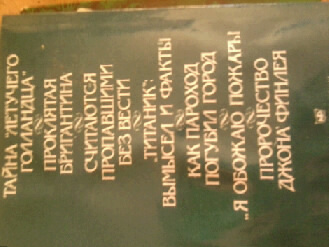 ТАЙНА "ЛЕТУЧЕГО
ГОЛЛАНДЦА"
ПРОКЛЯТАЯ
БРИГАНТИНА
СЧИТАЮТСЯ
ПРОПАВШИМИ
БЕЗ ВЕСТИ
„ТИТАНИК":
ВЫМЫСЕЛ И ФАКТЫ
КАК ПАРОХОД
ПОГУБИЛ ГОРОД
„Я ОБОЖАЮ ПОЖАРЫ
ПРОРОЧЕСТВО
ДЖОНА ФИНЛЕЯ